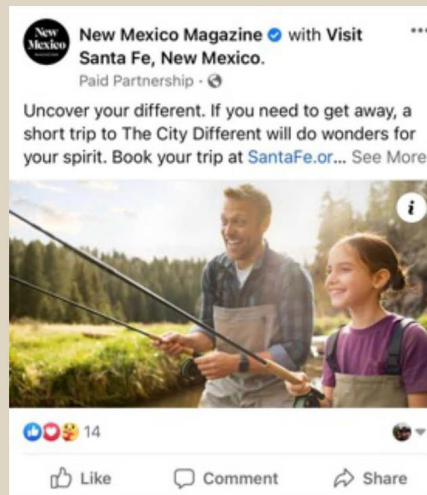 New
Mexico
New Mexico Magazine with Visit
Santa Fe, New Mexico.
Paid Partnership ·
Uncover your different. If you need to get away, a
short trip to The City Different will do wonders for
your spirit. Book your trip at SantaFe.or... See More
i
14
Like Comment Share